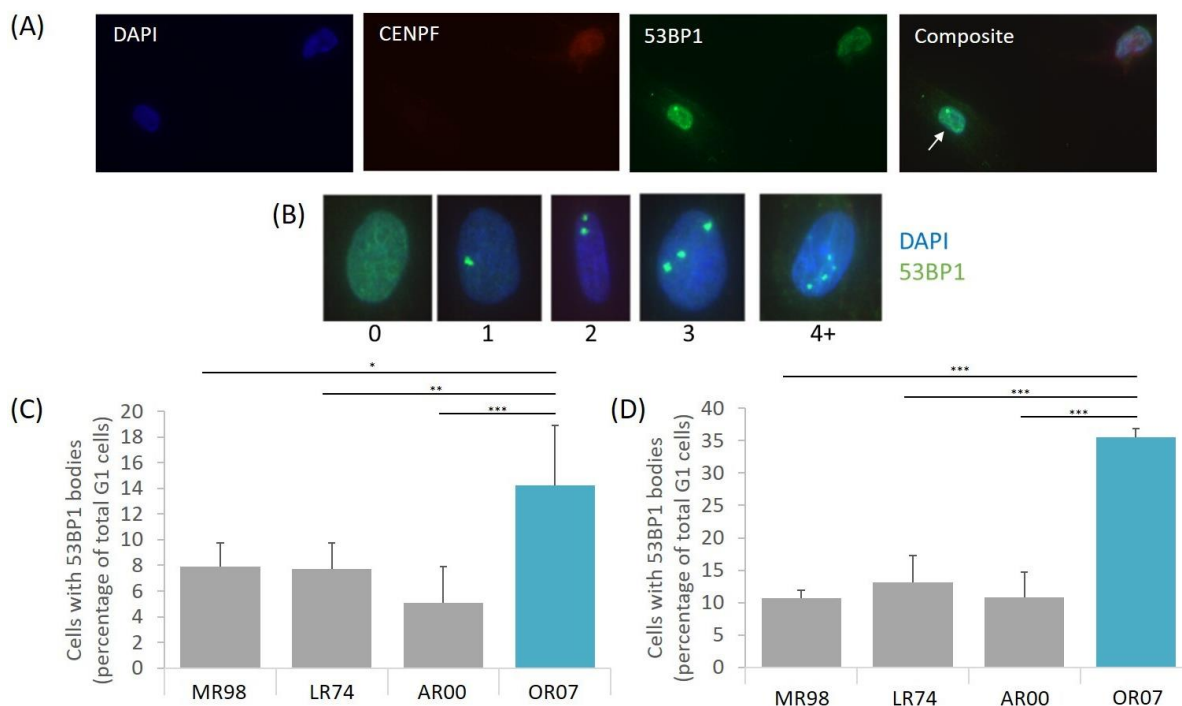 (A)
DAPI
CENPF
53BP1
Composite
(B)
DAPI
53BP1
0
1
2
3
4+
(C)
*
**
***
Cells with 53BP1 bodies
(percentage of total G1 cells)
20
18
16
14
12
10
8
6
4
2
0
MR98
LR74
AR00
OR07
(D)
***
***
***
Cells with 53BP1 bodies
(percentage of total G1 cells)
40
35
30
25
20
15
10
5
0
MR98
LR74
AR00
OR07